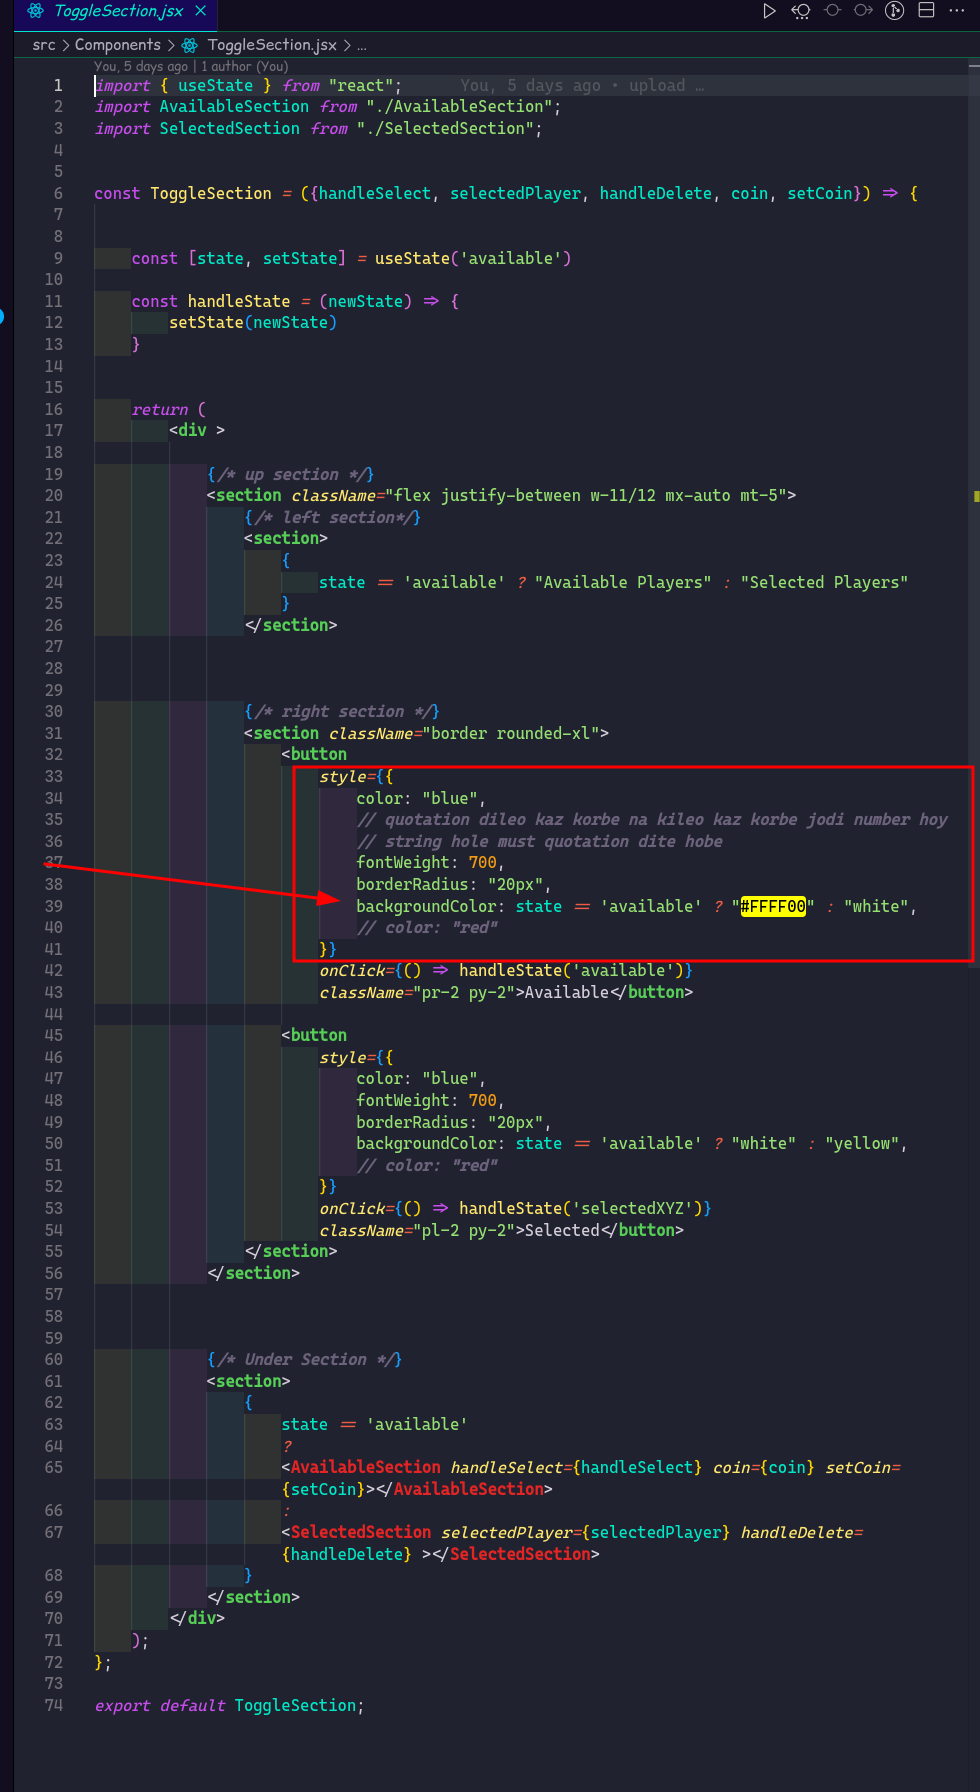 ToggleSection.jsx ×
src > Components > ToggleSection.jsx > ...
You, 5 days ago | 1 author (You)
1 import { useState } from "react"; You, 5 days ago • upload …
2 import AvailableSection from "./AvailableSection";
3 import SelectedSection from "./SelectedSection";
4
5
6 const ToggleSection = ({handleSelect, selectedPlayer, handleDelete, coin, setCoin}) => {
7
8
9 const [state, setState] = useState('available')
10
11 const handleState = (newState) => {
12 setState(newState)
13 }
14
15
16 return (
17 <div >
18
19 {/* up section */}
20 <section className="flex justify-between w-11/12 mx-auto mt-5">
21 {/* left section*/}
22 <section>
23 {
24 state == 'available' ? "Available Players" : "Selected Players"
25 }
26 </section>
27
28
29
30 {/* right section */}
31 <section className="border rounded-xl">
32 <button
33 style={{
34 color: "blue",
35 // quotation dileo kaz korbe na kileo kaz korbe jodi number hoy
36 // string hole must quotation dite hobe
37 fontWeight: 700,
38 borderRadius: "20px",
39 backgroundColor: state == 'available' ? "#FFFF00" : "white",
40 // color: "red"
41 }}
42 onClick={() => handleState('available')}
43 className="pr-2 py-2">Available</button>
44
45 <button
46 style={{
47 color: "blue",
48 fontWeight: 700,
49 borderRadius: "20px",
50 backgroundColor: state == 'available' ? "white" : "yellow",
51 // color: "red"
52 }}
53 onClick={() => handleState('selectedXYZ')}
54 className="pl-2 py-2">Selected</button>
55 </section>
56 </section>
57
58
59
60 {/* Under Section */}
61 <section>
62 {
63 state == 'available'
64 ?
65 <AvailableSection handleSelect={handleSelect} coin={coin} setCoin=
{setCoin}></AvailableSection>
66 :
67 <SelectedSection selectedPlayer={selectedPlayer} handleDelete=
{handleDelete} ></SelectedSection>
68 }
69 </section>
70 </div>
71 );
72 };
73
74 export default ToggleSection;